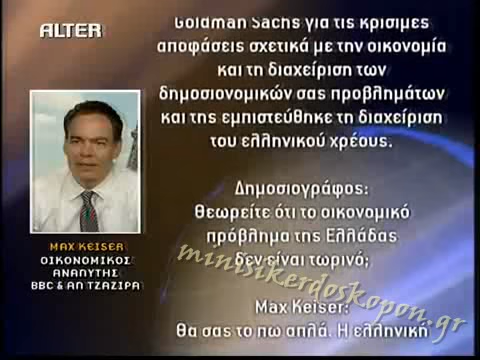 ALTER
Goldman Sachs για τις κρίσιμες
αποφάσεις σχετικά με την οικονομία
και τη διαχείριση των
δημοσιονομικών σας προβλημάτων
και της εμπιστεύθηκε τη διαχείριση
του ελληνικού χρέους.
Δημοσιογράφος:
Θεωρείτε ότι το οικονομικό
πρόβλημα της Ελλάδας
δεν είναι τωρινό;
Max Keiser:
Θα σας το πω απλά. Η ελληνική
MAX KEISER
ΟΙΚΟΝΟΜΙΚΟΣ
ΑΝΑΛΥΤΗΣ
BBC & ΑΛ ΤΖΑΖΙΡΑ
minisikerdoskopon.gr